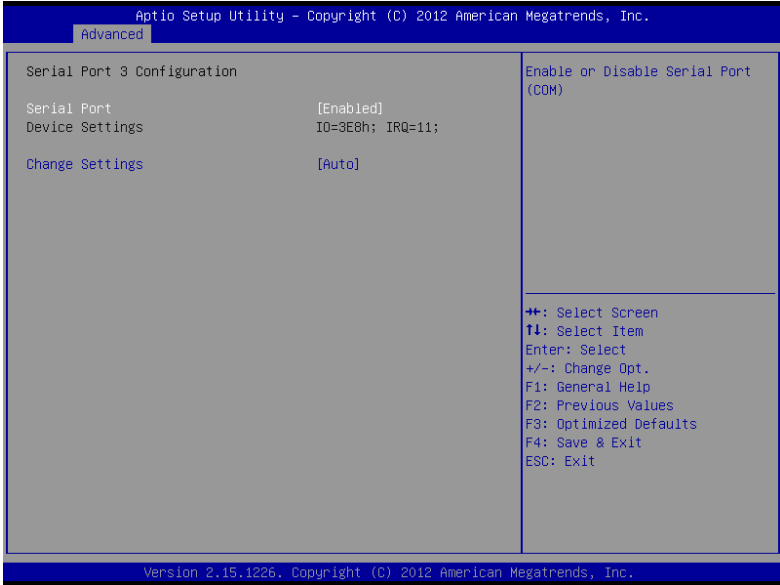 Aptio Setup Utility – Copyright (C) 2012 American Megatrends, Inc.
Advanced
Serial Port 3 Configuration
Serial Port [Enabled]
Device Settings IO=3E8h; IRQ=11;
Change Settings [Auto]
Enable or Disable Serial Port
(COM)
→←: Select Screen
↑↓: Select Item
Enter: Select
+/-: Change Opt.
F1: General Help
F2: Previous Values
F3: Optimized Defaults
F4: Save & Exit
ESC: Exit
Version 2.15.1226. Copyright (C) 2012 American Megatrends, Inc.